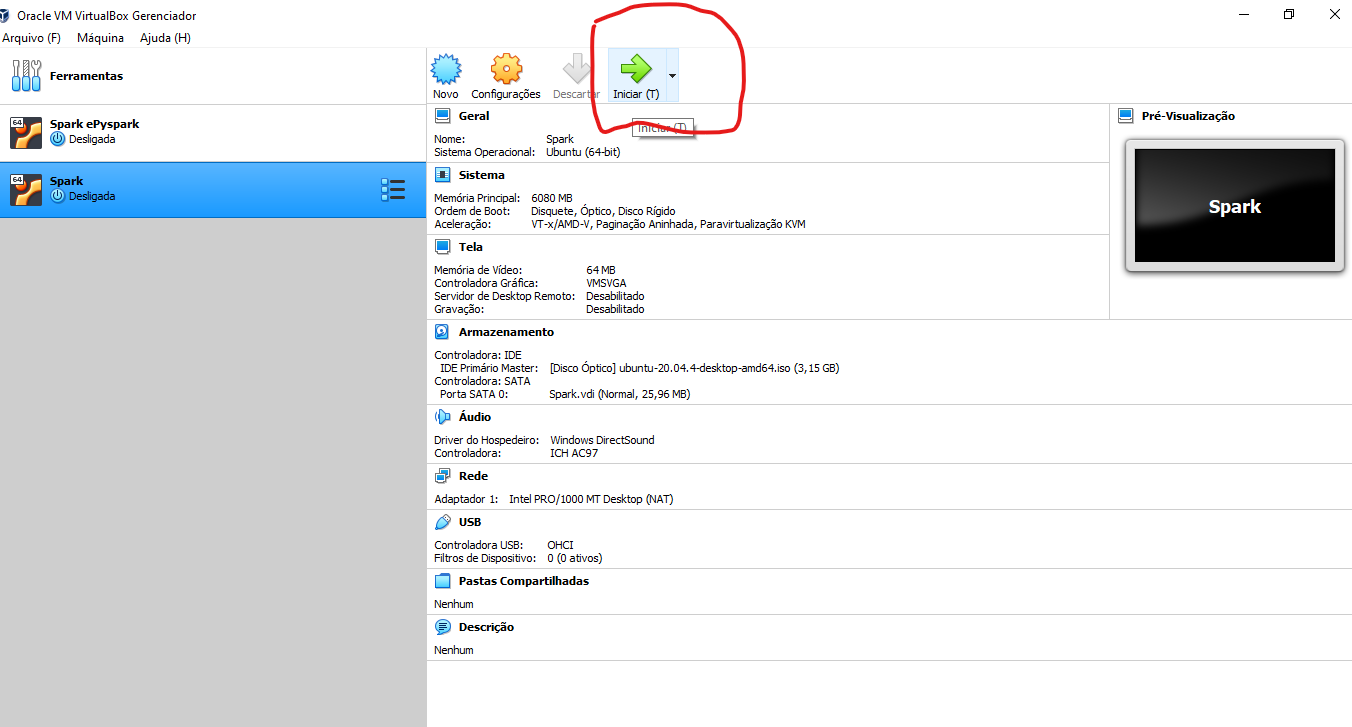 Oracle VM VirtualBox Gerenciador
Arquivo (F) Máquina Ajuda (H)
Ferramentas
64
Spark ePyspark
Desligada
64
Spark
Desligada
Novo Configurações Descartar Iniciar (T)
Iniciar (T)
Geral
Nome: Spark
Sistema Operacional: Ubuntu (64-bit)
Sistema
Memória Principal: 6080 MB
Ordem de Boot: Disquete, Óptico, Disco Rígido
Aceleração: VT-x/AMD-V, Paginação Aninhada, Paravirtualização KVM
Tela
Memória de Vídeo: 64 MB
Controladora Gráfica: VMSVGA
Servidor de Desktop Remoto: Desabilitado
Gravação: Desabilitado
Pré-Visualização
Spark
Armazenamento
Controladora: IDE
IDE Primário Master: [Disco Óptico] ubuntu-20.04.4-desktop-amd64.iso (3,15 GB)
Controladora: SATA
Porta SATA 0: Spark.vdi (Normal, 25,96 MB)
Áudio
Driver do Hospedeiro: Windows DirectSound
Controladora: ICH AC97
Rede
Adaptador 1: Intel PRO/1000 MT Desktop (NAT)
USB
Controladora USB: OHCI
Filtros de Dispositivo: 0 (0 ativos)
Pastas Compartilhadas
Nenhum
Descrição
Nenhum